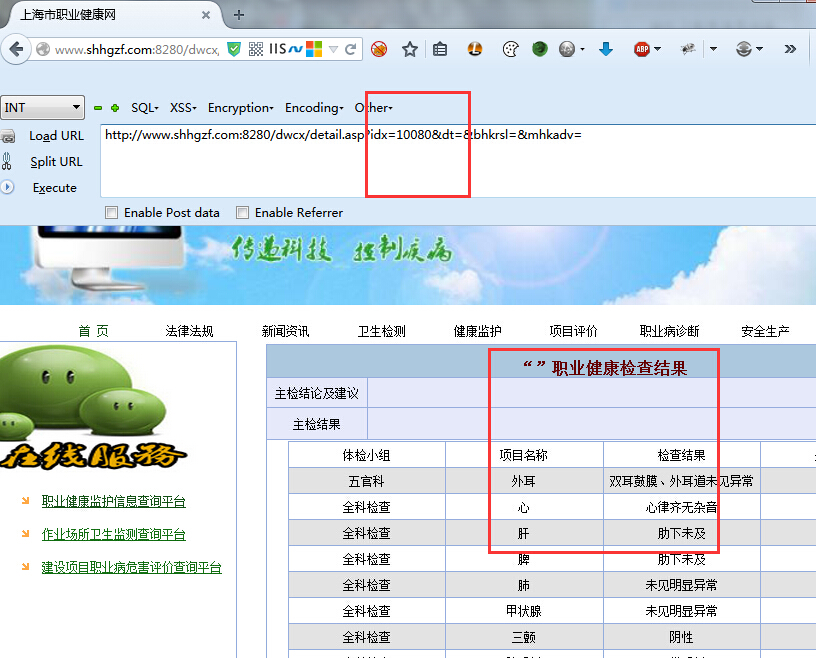 上海市职业健康网
www.shhgzf.com:8280/dwcx,
IIS
ABP
INT
SQL XSS Encryption Encoding Other
Load URL
http://www.shhgzf.com:8280/dwcx/detail.asp?idx=10080&dt=&bhkrsl=&mhkadv=
Split URL
Execute
Enable Post data Enable Referrer
传递科技 控制疾病
首 页 法律法规 新闻资讯 卫生检测 健康监护 项目评价 职业病诊断 安全生产
在线服務
职业健康监护信息查询平台
作业场所卫生监测查询平台
建设项目职业病危害评价查询平台
“ ” 职业健康检查结果
主检结论及建议
主检结果
体检小组 项目名称 检查结果
五官科 外耳 双耳鼓膜、外耳道未见异常
全科检查 心 心律齐无杂音
全科检查 肝 肋下未及
全科检查 脾 肋下未及
全科检查 肺 未见明显异常
全科检查 甲状腺 未见明显异常
全科检查 三颤 阴性